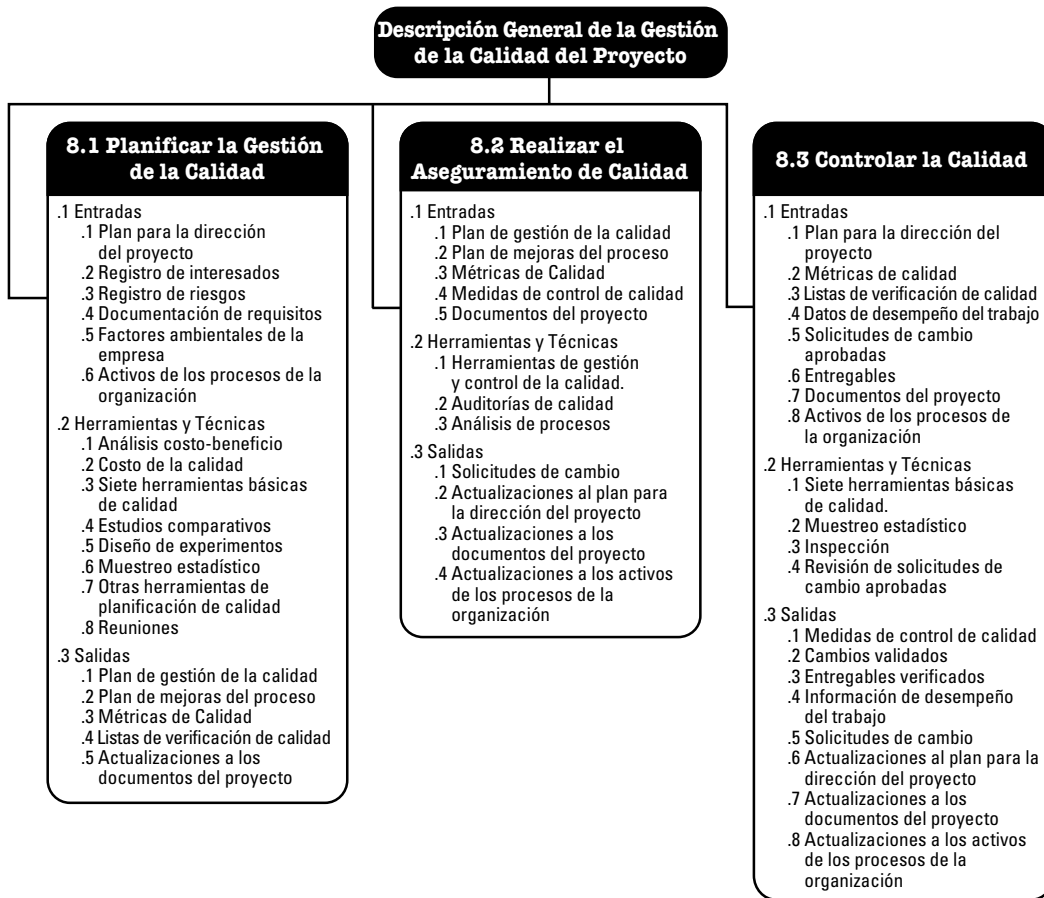 Descripción General de la Gestión
de la Calidad del Proyecto
8.1 Planificar la Gestión
de la Calidad
.1 Entradas
.1 Plan para la dirección
del proyecto
.2 Registro de interesados
.3 Registro de riesgos
.4 Documentación de requisitos
.5 Factores ambientales de la
empresa
.6 Activos de los procesos de la
organización
.2 Herramientas y Técnicas
.1 Análisis costo-beneficio
.2 Costo de la calidad
.3 Siete herramientas básicas
de calidad
.4 Estudios comparativos
.5 Diseño de experimentos
.6 Muestreo estadístico
.7 Otras herramientas de
planificación de calidad
.8 Reuniones
.3 Salidas
.1 Plan de gestión de la calidad
.2 Plan de mejoras del proceso
.3 Métricas de Calidad
.4 Listas de verificación de calidad
.5 Actualizaciones a los
documentos del proyecto
8.2 Realizar el
Aseguramiento de Calidad
.1 Entradas
.1 Plan de gestión de la calidad
.2 Plan de mejoras del proceso
.3 Métricas de Calidad
.4 Medidas de control de calidad
.5 Documentos del proyecto
.2 Herramientas y Técnicas
.1 Herramientas de gestión
y control de la calidad.
.2 Auditorías de calidad
.3 Análisis de procesos
.3 Salidas
.1 Solicitudes de cambio
.2 Actualizaciones al plan para
la dirección del proyecto
.3 Actualizaciones a los
documentos del proyecto
.4 Actualizaciones a los activos
de los procesos de la
organización
8.3 Controlar la Calidad
.1 Entradas
.1 Plan para la dirección del
proyecto
.2 Métricas de calidad
.3 Listas de verificación de calidad
.4 Datos de desempeño del trabajo
.5 Solicitudes de cambio
aprobadas
.6 Entregables
.7 Documentos del proyecto
.8 Activos de los procesos de
la organización
.2 Herramientas y Técnicas
.1 Siete herramientas básicas
de calidad.
.2 Muestreo estadístico
.3 Inspección
.4 Revisión de solicitudes de
cambio aprobadas
.3 Salidas
.1 Medidas de control de calidad
.2 Cambios validados
.3 Entregables verificados
.4 Información de desempeño
del trabajo
.5 Solicitudes de cambio
.6 Actualizaciones al plan para la
dirección del proyecto
.7 Actualizaciones a los
documentos del proyecto
.8 Actualizaciones a los activos
de los procesos de la
organización